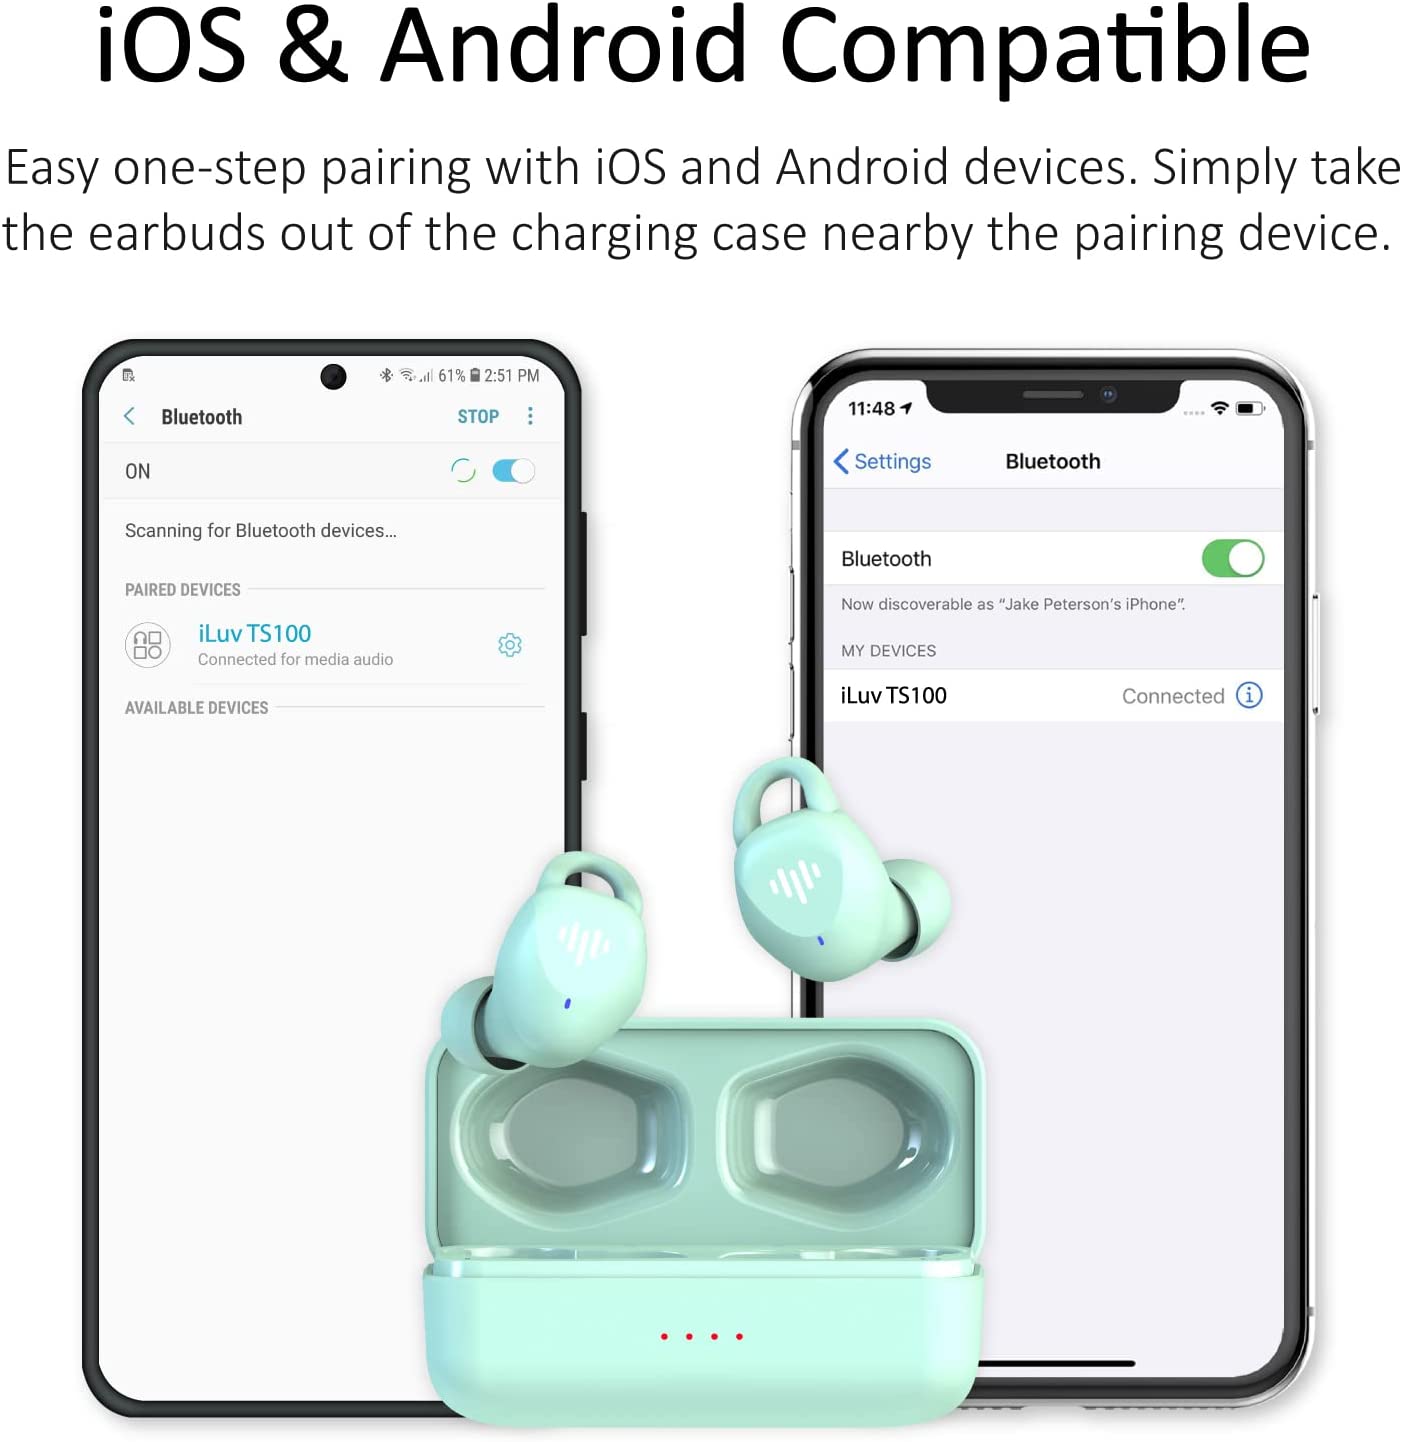 iOS & Android Compatible
Easy one-step pairing with iOS and Android devices. Simply take
the earbuds out of the charging case nearby the pairing device.
61% 2:51 PM
Bluetooth STOP
ON
Scanning for Bluetooth devices...
PAIRED DEVICES
iLuv TS100
Connected for media audio
AVAILABLE DEVICES
11:48
Settings Bluetooth
Bluetooth
Now discoverable as “Jake Peterson’s iPhone”.
MY DEVICES
iLuv TS100 Connected